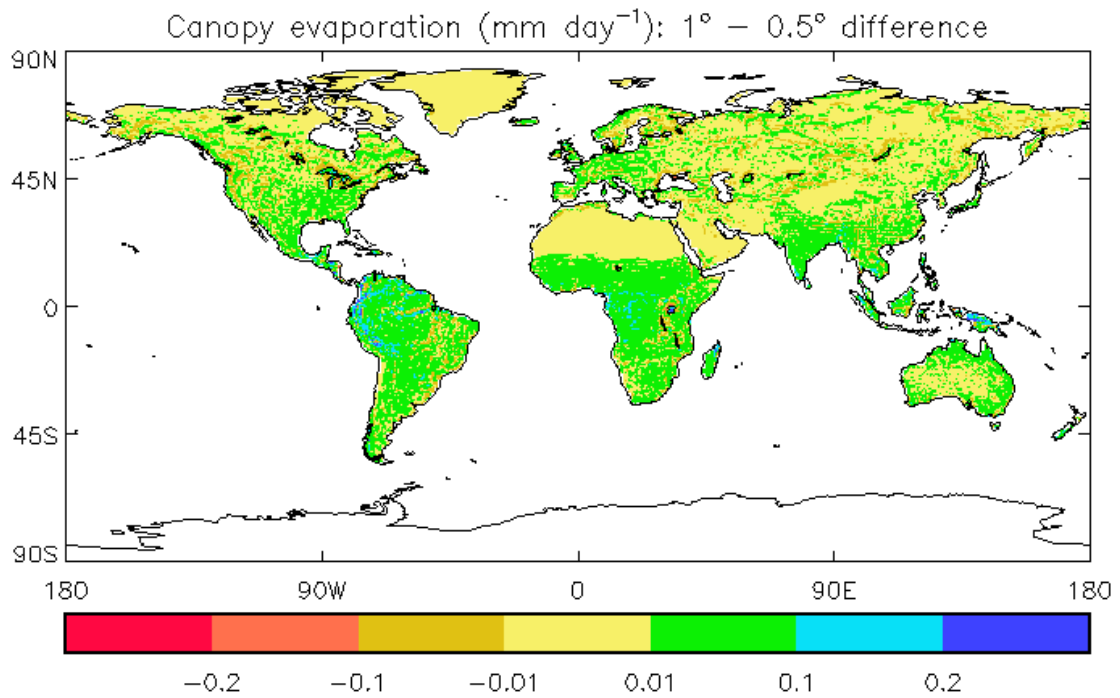 Canopy evaporation (mm day⁻¹): 1° − 0.5° difference
90N
45N
0
45S
90S
180 90W 0 90E 180
−0.2 −0.1 −0.01 0.01 0.1 0.2